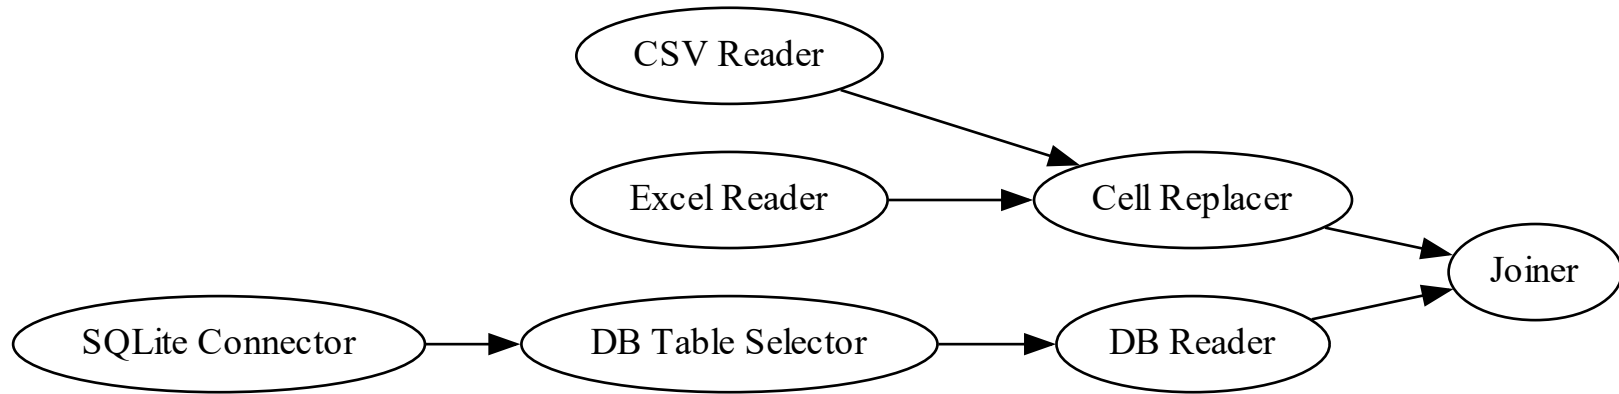 CSV Reader
Excel Reader
Cell Replacer
Joiner
SQLite Connector
DB Table Selector
DB Reader